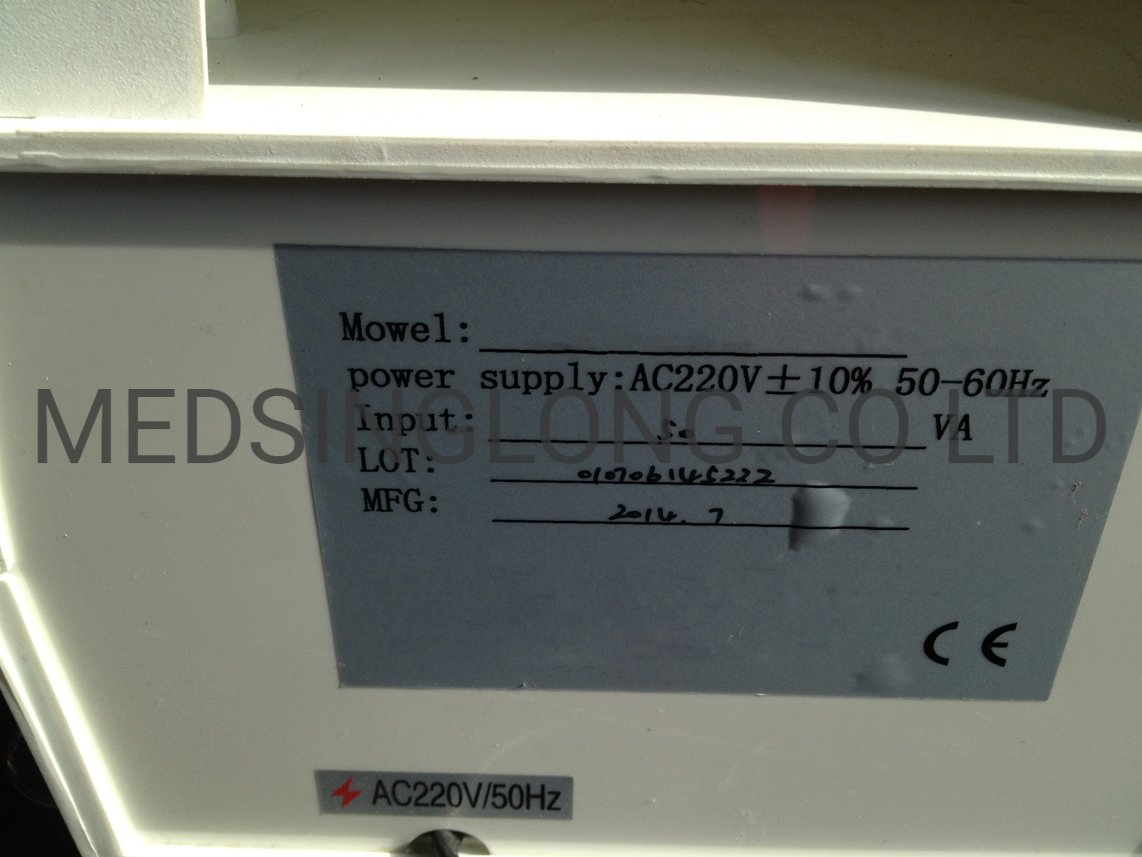 Mowel:
power supply:AC220V±10% 50-60Hz
Input: 50 VA
MEDSINGLONG CO LTD
LOT: 010706145222
MFG: 2014.7
CE
AC220V/50Hz